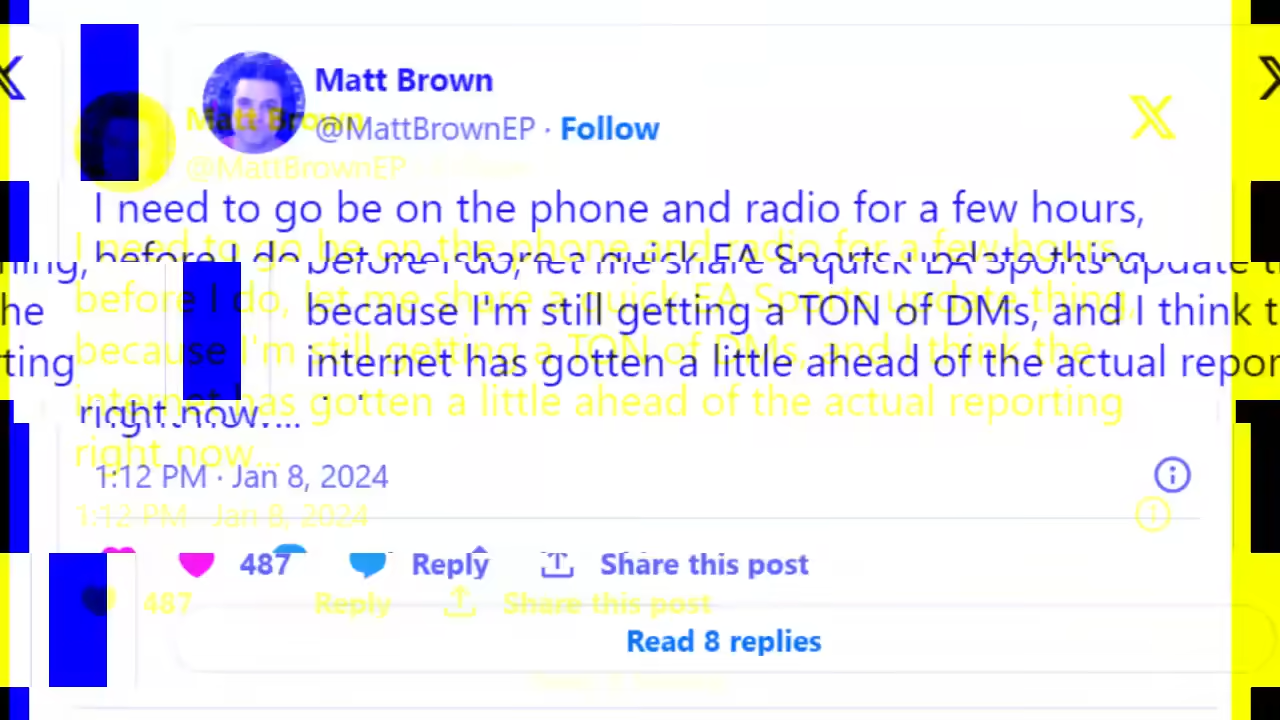 Matt Brown
@MattBrownEP · Follow
I need to go be on the phone and radio for a few hours,
before I do, let me share a quick EA Sports update thing,
because I'm still getting a TON of DMs, and I think the
internet has gotten a little ahead of the actual reporting
right now....
1:12 PM · Jan 8, 2024
487 Reply Share this post
Read 8 replies